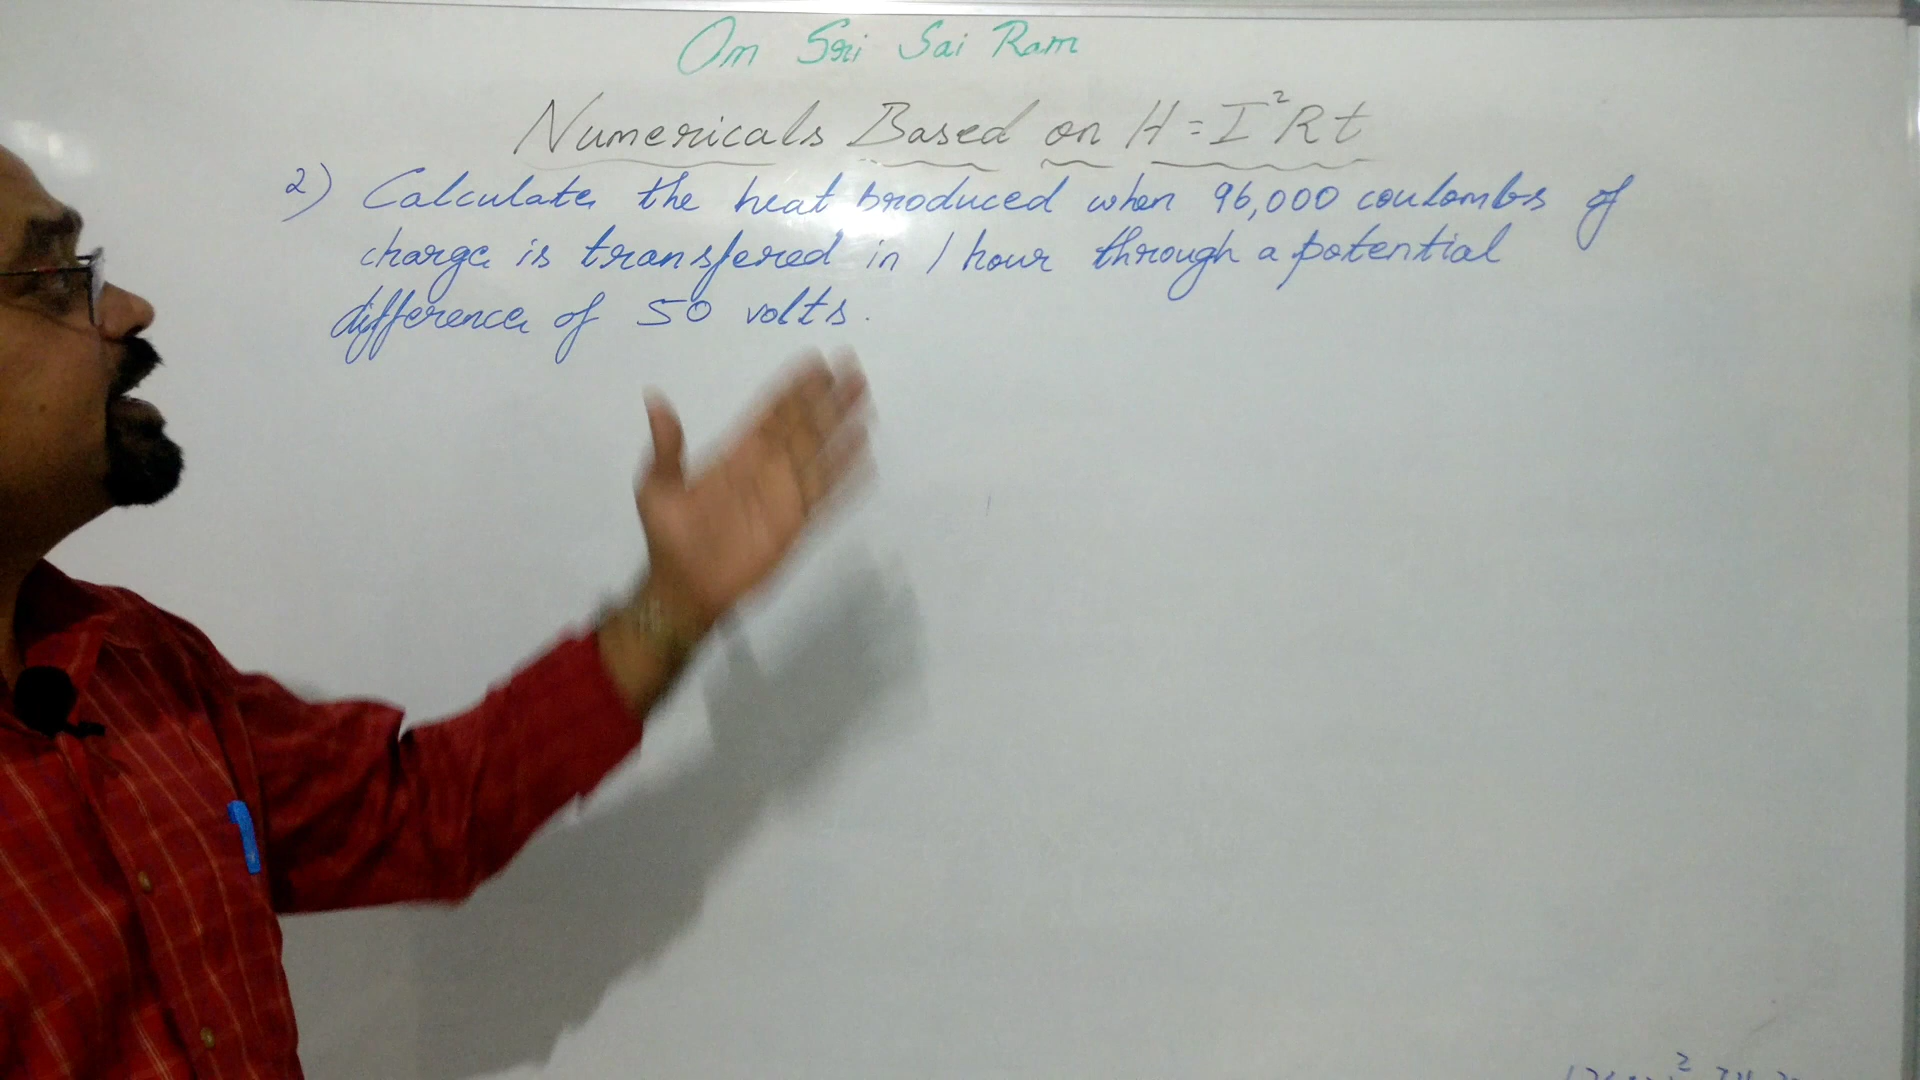 Om Sri Sai Ram
Numericals Based on H = I²Rt
2) Calculate the heat produced when 96,000 coulombs of
charge is transfered in 1 hour through a potential
difference of 50 volts.